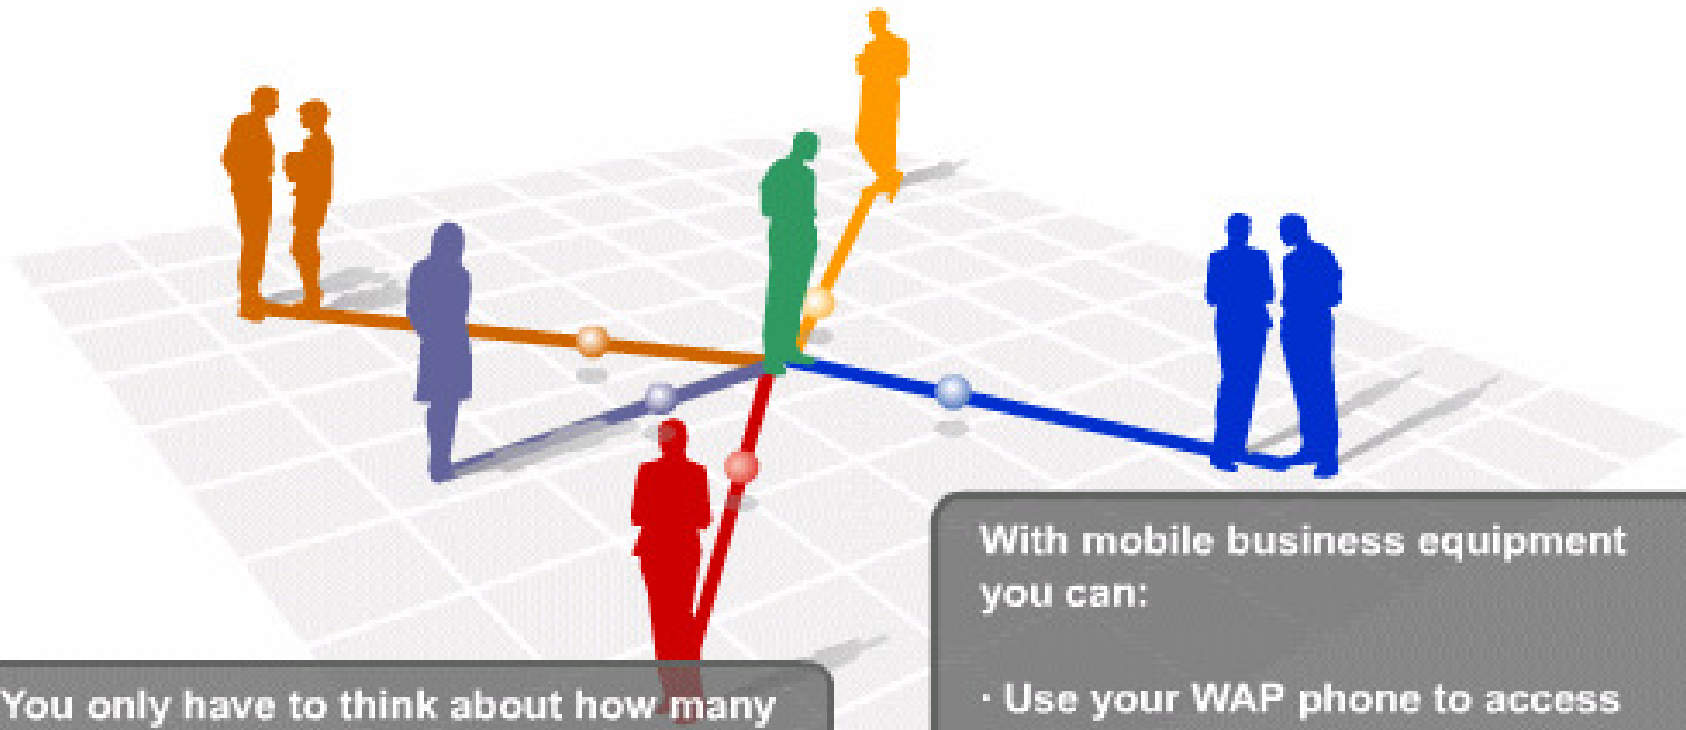 With mobile business equipment
you can:
· Use your WAP phone to access
You only have to think about how many